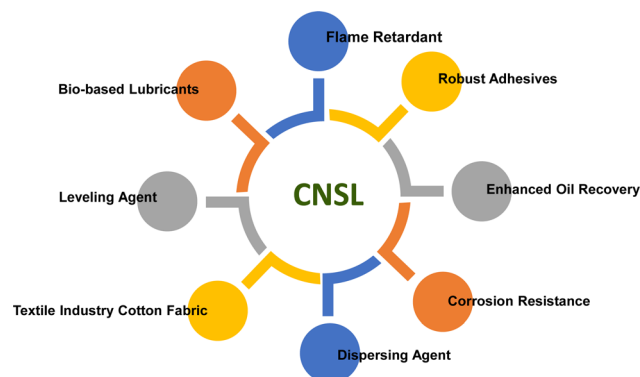 Flame Retardant
Robust Adhesives
Bio-based Lubricants
CNSL
Enhanced Oil Recovery
Leveling Agent
Corrosion Resistance
Textile Industry Cotton Fabric
Dispersing Agent